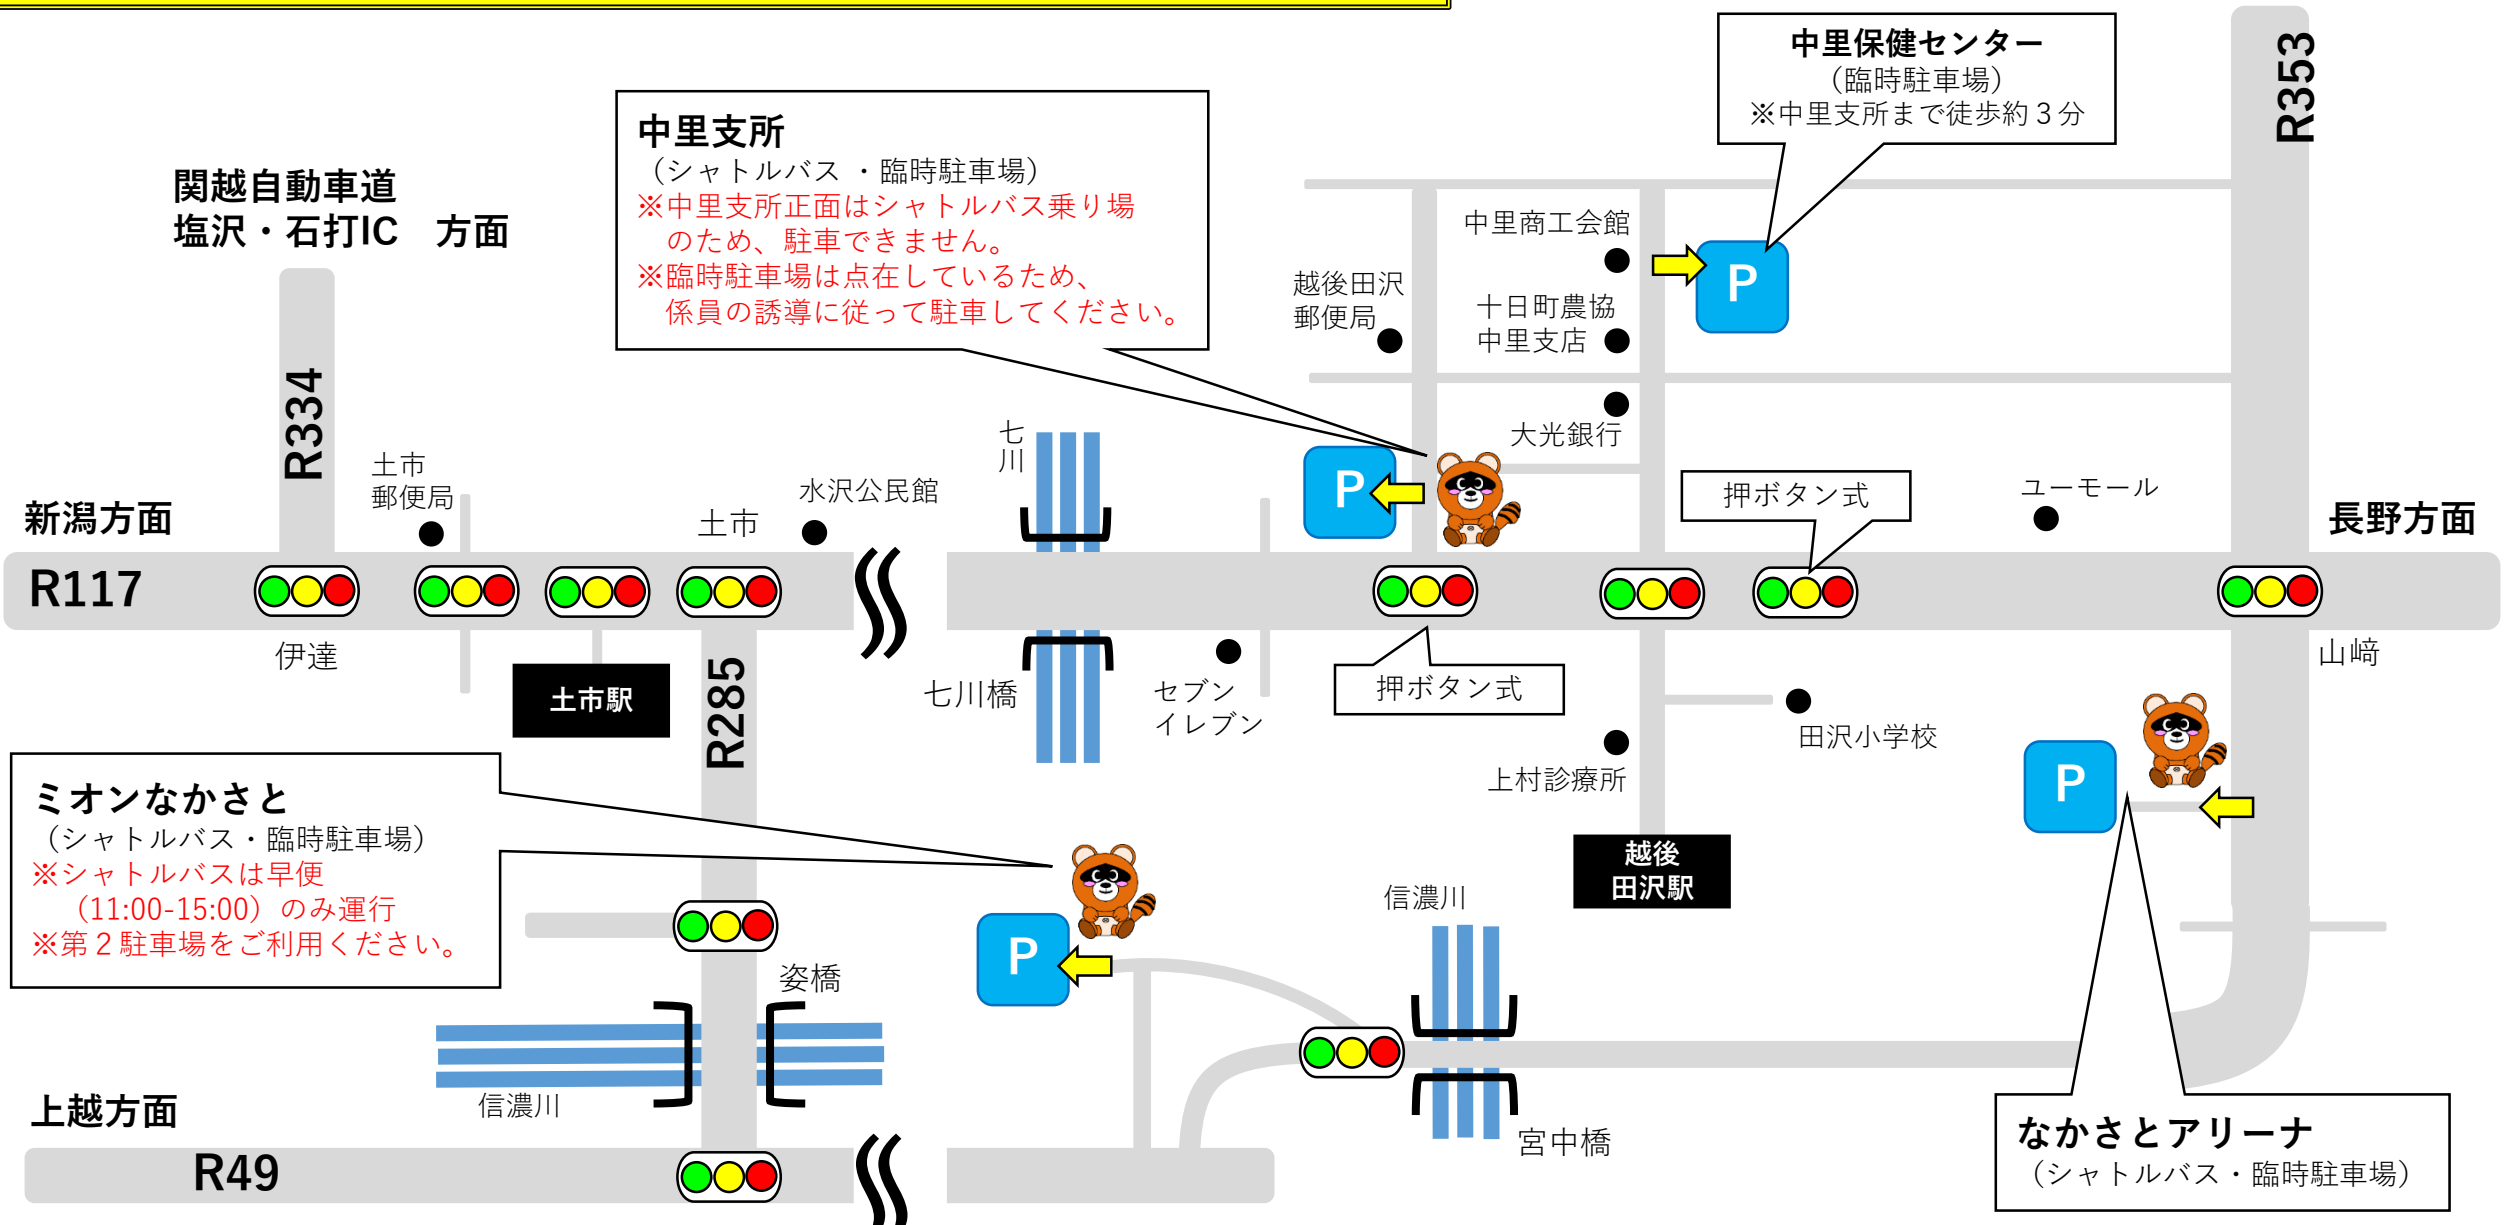 中里保健センター
（臨時駐車場）
※中里支所まで徒歩約３分
R353
中里支所
（シャトルバス ・臨時駐車場）
※中里支所正面はシャトルバス乗り場
のため、駐車できません。
※臨時駐車場は点在しているため、
係員の誘導に従って駐車してください。
関越自動車道
塩沢・石打IC　方面
R334
中里商工会館
P
越後田沢
郵便局
十日町農協
中里支店
大光銀行
七川
P
押ボタン式
ユーモール
土市
郵便局
水沢公民館
土市
新潟方面
長野方面
R117
伊達
土市駅
R285
七川橋
セブン
イレブン
押ボタン式
山﨑
田沢小学校
上村診療所
P
越後
田沢駅
ミオンなかさと
（シャトルバス・臨時駐車場）
※シャトルバスは早便
（11:00-15:00）のみ運行
※第２駐車場をご利用ください。
信濃川
P
姿橋
信濃川
上越方面
R49
宮中橋
なかさとアリーナ
（シャトルバス・臨時駐車場）